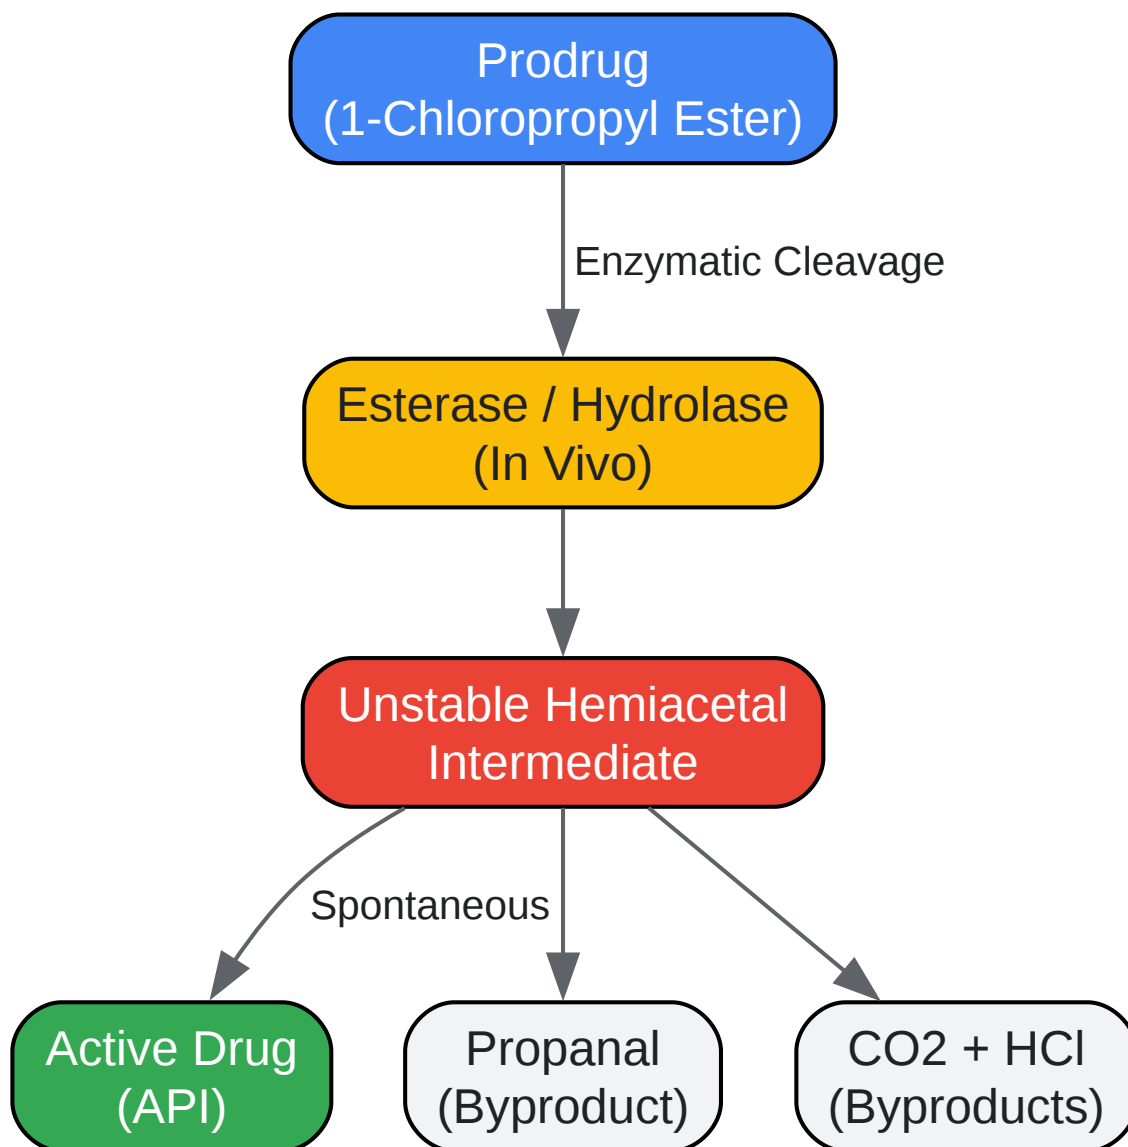 Prodrug
(1-Chloropropyl Ester)
Enzymatic Cleavage
Esterase / Hydrolase
(In Vivo)
Unstable Hemiacetal
Intermediate
Spontaneous
Active Drug
(API)
Propanal
(Byproduct)
CO2 + HCl
(Byproducts)